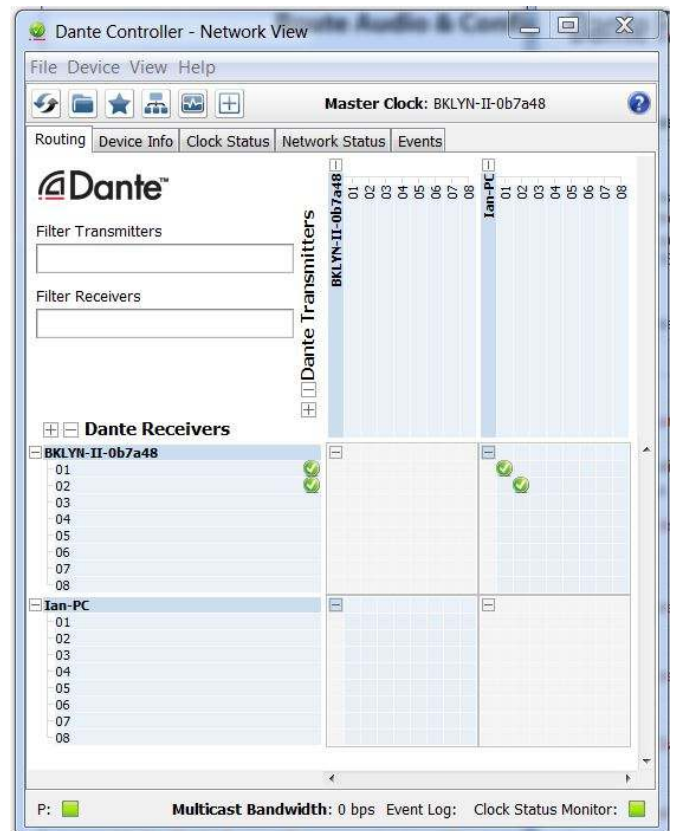 Dante Controller - Network View
File Device View Help
Master Clock: BKLYN-II-0b7a48
Routing Device Info Clock Status Network Status Events
Dante™
Filter Transmitters
Filter Receivers
Dante Transmitters
BKLYN-II-0b7a48
01 02 03 04 05 06 07 08
Ian-PC
01 02 03 04 05 06 07 08
Dante Receivers
BKLYN-II-0b7a48
01
02
03
04
05
06
07
08
Ian-PC
01
02
03
04
05
06
07
08
P: Multicast Bandwidth: 0 bps Event Log: Clock Status Monitor: